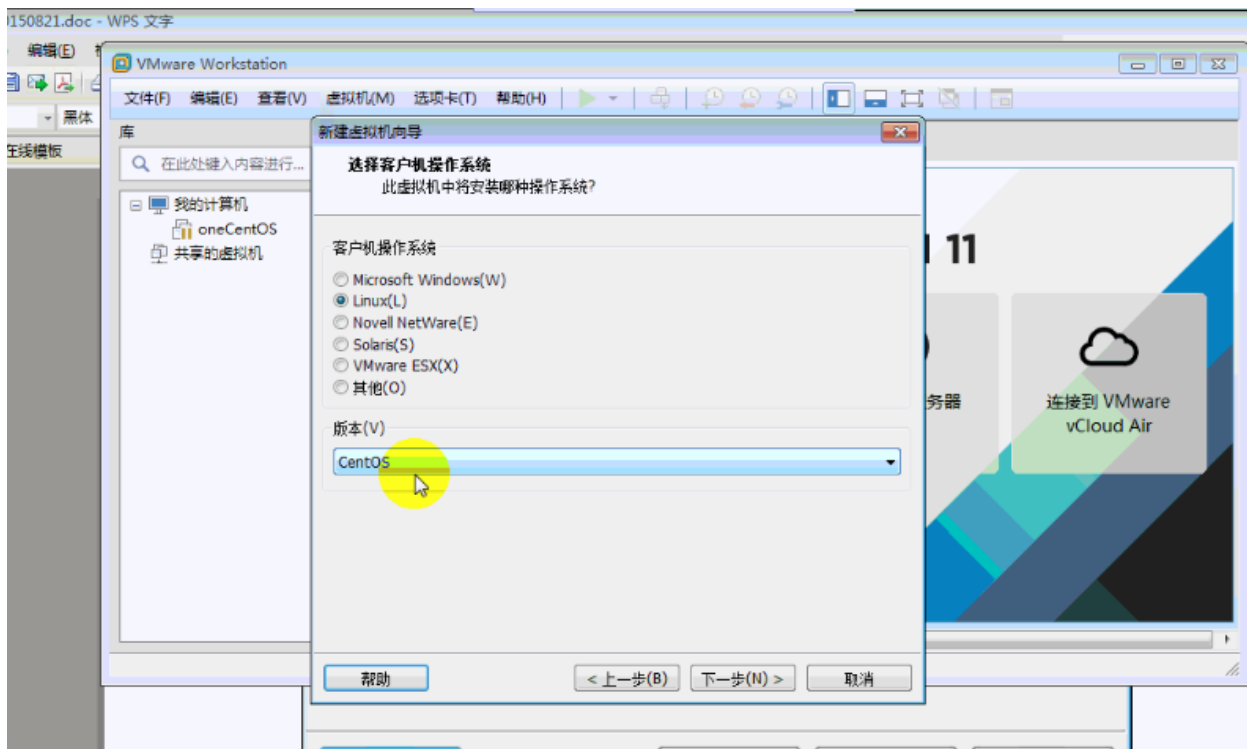 0150821.doc - WPS 文字
编辑(E)
VMware Workstation
文件(F) 编辑(E) 查看(V) 虚拟机(M) 选项卡(T) 帮助(H)
黑体
库
新建虚拟机向导
在线模板
在此处键入内容进行...
选择客户机操作系统
此虚拟机中将安装哪种操作系统?
我的计算机
oneCentOS
共享的虚拟机
客户机操作系统
11
Microsoft Windows(W)
Linux(L)
Novell NetWare(E)
Solaris(S)
VMware ESX(X)
其他(O)
务器
连接到 VMware
vCloud Air
版本(V)
CentOS
帮助
< 上一步(B)
下一步(N) >
取消